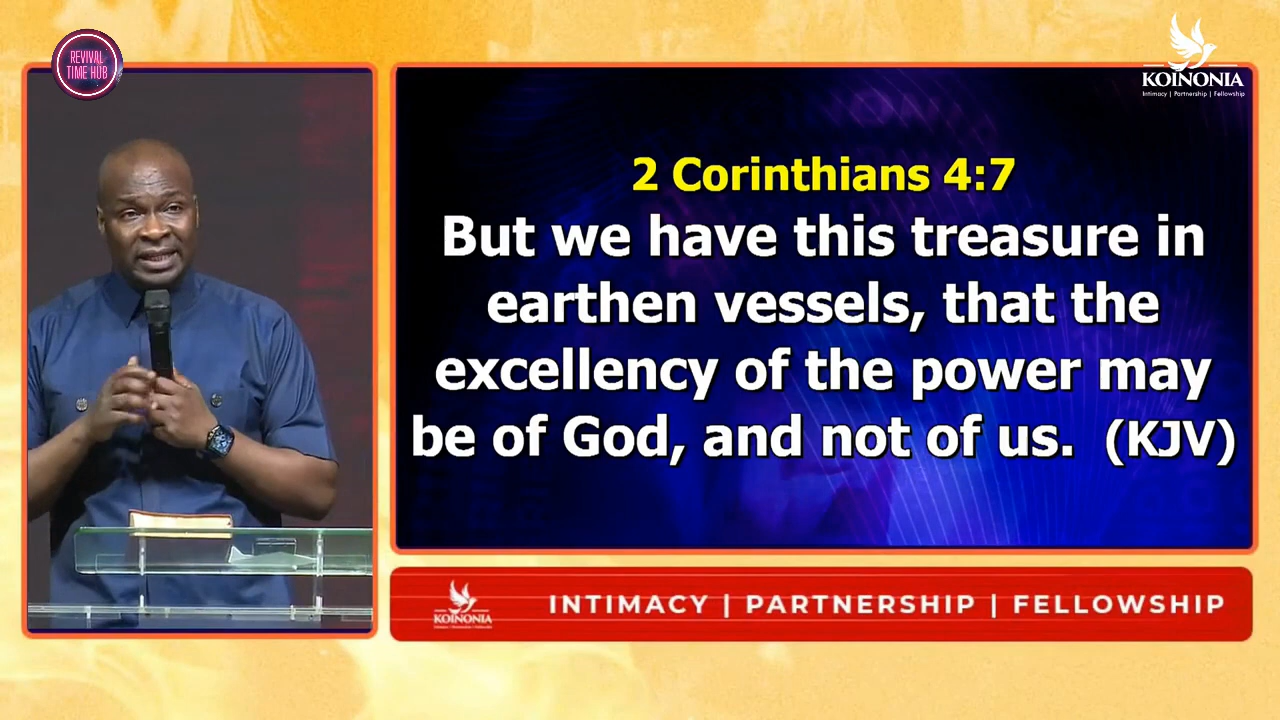 REVIVAL
TIME HUB
KOINONIA
Intimacy | Partnership | Fellowship
2 Corinthians 4:7
But we have this treasure in
earthen vessels, that the
excellency of the power may
be of God, and not of us. (KJV)
KOINONIA
INTIMACY | PARTNERSHIP | FELLOWSHIP